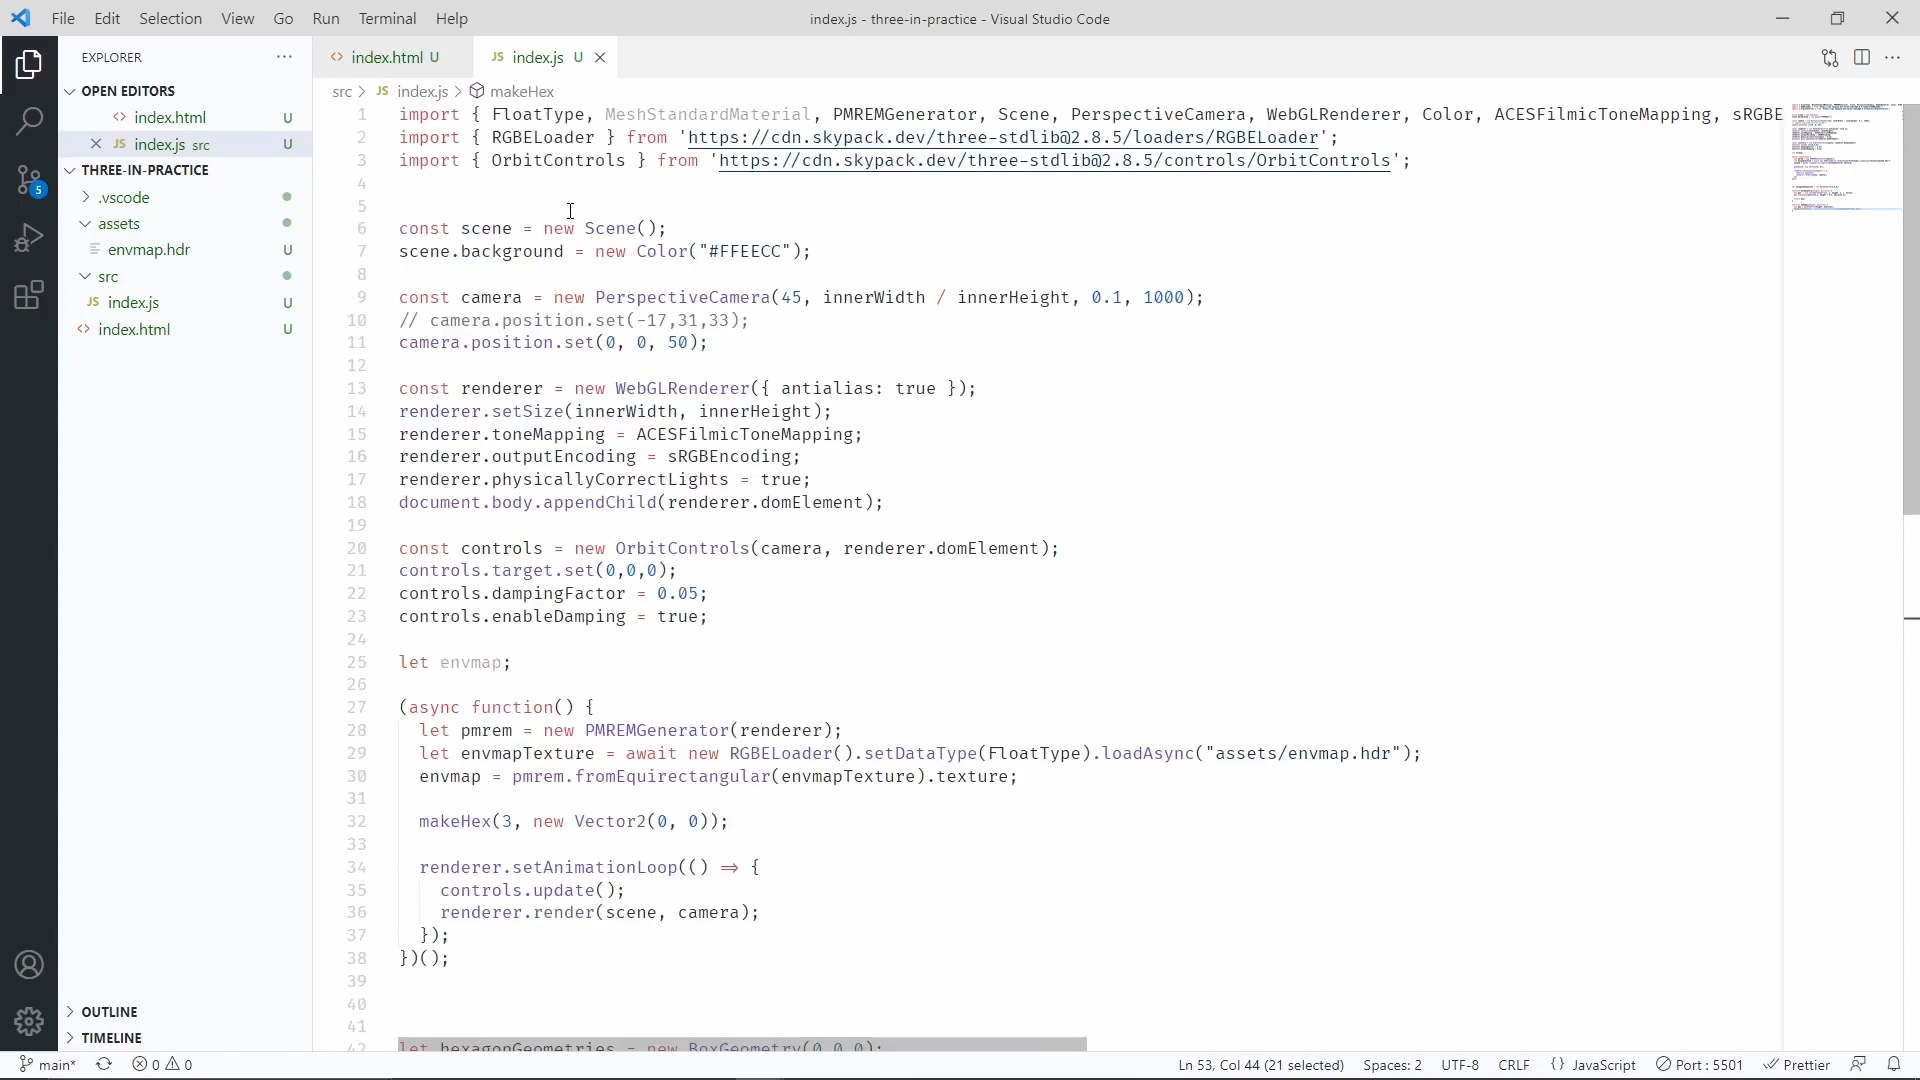 File Edit Selection View Go Run Terminal Help
index.js - three-in-practice - Visual Studio Code
EXPLORER
OPEN EDITORS
index.html U
JS index.js src U
THREE-IN-PRACTICE
.vscode
assets
envmap.hdr U
src
JS index.js U
index.html U
OUTLINE
TIMELINE
5
index.html U
JS index.js U
src > JS index.js > makeHex
1 import { FloatType, MeshStandardMaterial, PMREMGenerator, Scene, PerspectiveCamera, WebGLRenderer, Color, ACESFilmicToneMapping, sRGBE
2 import { RGBELoader } from 'https://cdn.skypack.dev/three-stdlib@2.8.5/loaders/RGBELoader';
3 import { OrbitControls } from 'https://cdn.skypack.dev/three-stdlib@2.8.5/controls/OrbitControls';
4
5
6 const scene = new Scene();
7 scene.background = new Color("#FFEECC");
8
9 const camera = new PerspectiveCamera(45, innerWidth / innerHeight, 0.1, 1000);
10 // camera.position.set(-17,31,33);
11 camera.position.set(0, 0, 50);
12
13 const renderer = new WebGLRenderer({ antialias: true });
14 renderer.setSize(innerWidth, innerHeight);
15 renderer.toneMapping = ACESFilmicToneMapping;
16 renderer.outputEncoding = sRGBEncoding;
17 renderer.physicallyCorrectLights = true;
18 document.body.appendChild(renderer.domElement);
19
20 const controls = new OrbitControls(camera, renderer.domElement);
21 controls.target.set(0,0,0);
22 controls.dampingFactor = 0.05;
23 controls.enableDamping = true;
24
25 let envmap;
26
27 (async function() {
28 let pmrem = new PMREMGenerator(renderer);
29 let envmapTexture = await new RGBELoader().setDataType(FloatType).loadAsync("assets/envmap.hdr");
30 envmap = pmrem.fromEquirectangular(envmapTexture).texture;
31
32 makeHex(3, new Vector2(0, 0));
33
34 renderer.setAnimationLoop(() => {
35 controls.update();
36 renderer.render(scene, camera);
37 });
38 })();
39
40
41
42 let hexagonGeometries = new BoxGeometry(0,0,0);
main* 0 0
Ln 53, Col 44 (21 selected) Spaces: 2 UTF-8 CRLF {} JavaScript Port : 5501 Prettier